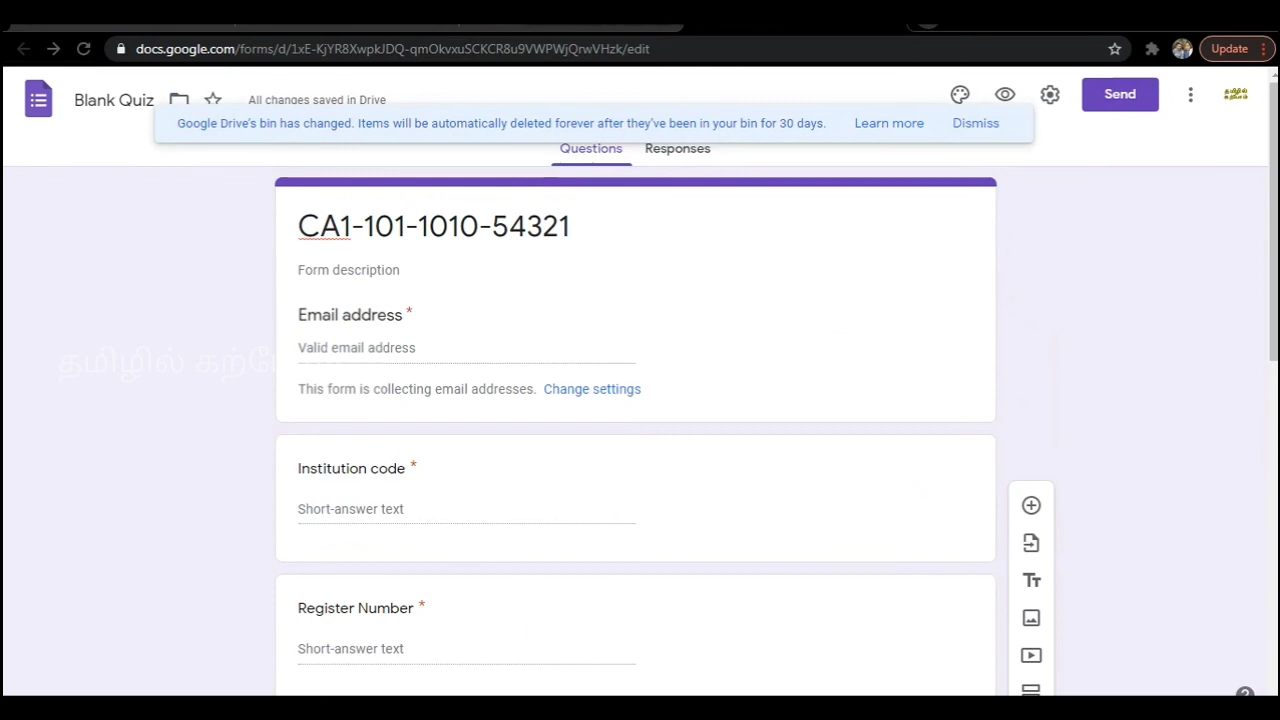 docs.google.com/forms/d/1xE-KjYR8XwpkJDQ-qmOkvxuSCKCR8u9VWPWjQrwVHzk/edit
Update
Blank Quiz
All changes saved in Drive
Send
தமிழில் கற்போம்
Google Drive's bin has changed. Items will be automatically deleted forever after they've been in your bin for 30 days. Learn more Dismiss
Questions Responses
CA1-101-1010-54321
Form description
Email address *
Valid email address
தமிழில்
This form is collecting email addresses. Change settings
Institution code *
Short-answer text
Register Number *
Short-answer text